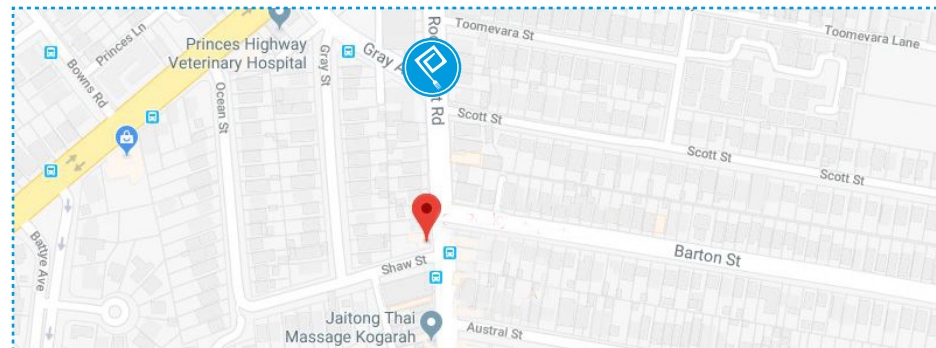 Princes Ln
Princes Highway
Veterinary Hospital
Bowns Rd
Gray St
Ocean St
Toomevara St
Toomevara Lane
Scott St
Scott St
Scott St
Shaw St
Barton St
Battye Ave
Jaitong Thai
Massage Kogarah
Austral St